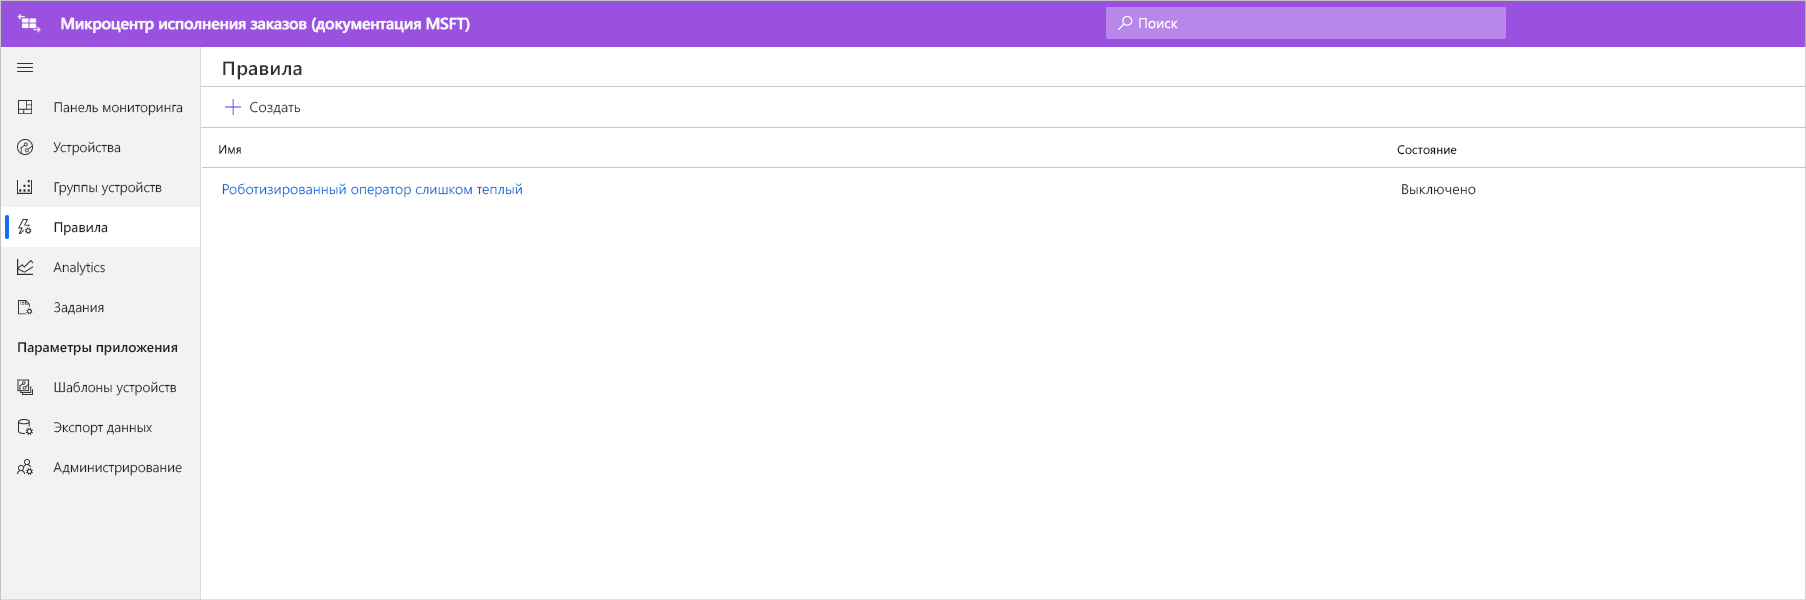 Микроцентр исполнения заказов (документация MSFT)
Поиск
Правила
Панель мониторинга
Создать
Устройства
Имя
Состояние
Группы устройств
Роботизированный оператор слишком теплый
Выключено
Правила
Analytics
Задания
Параметры приложения
Шаблоны устройств
Экспорт данных
Администрирование